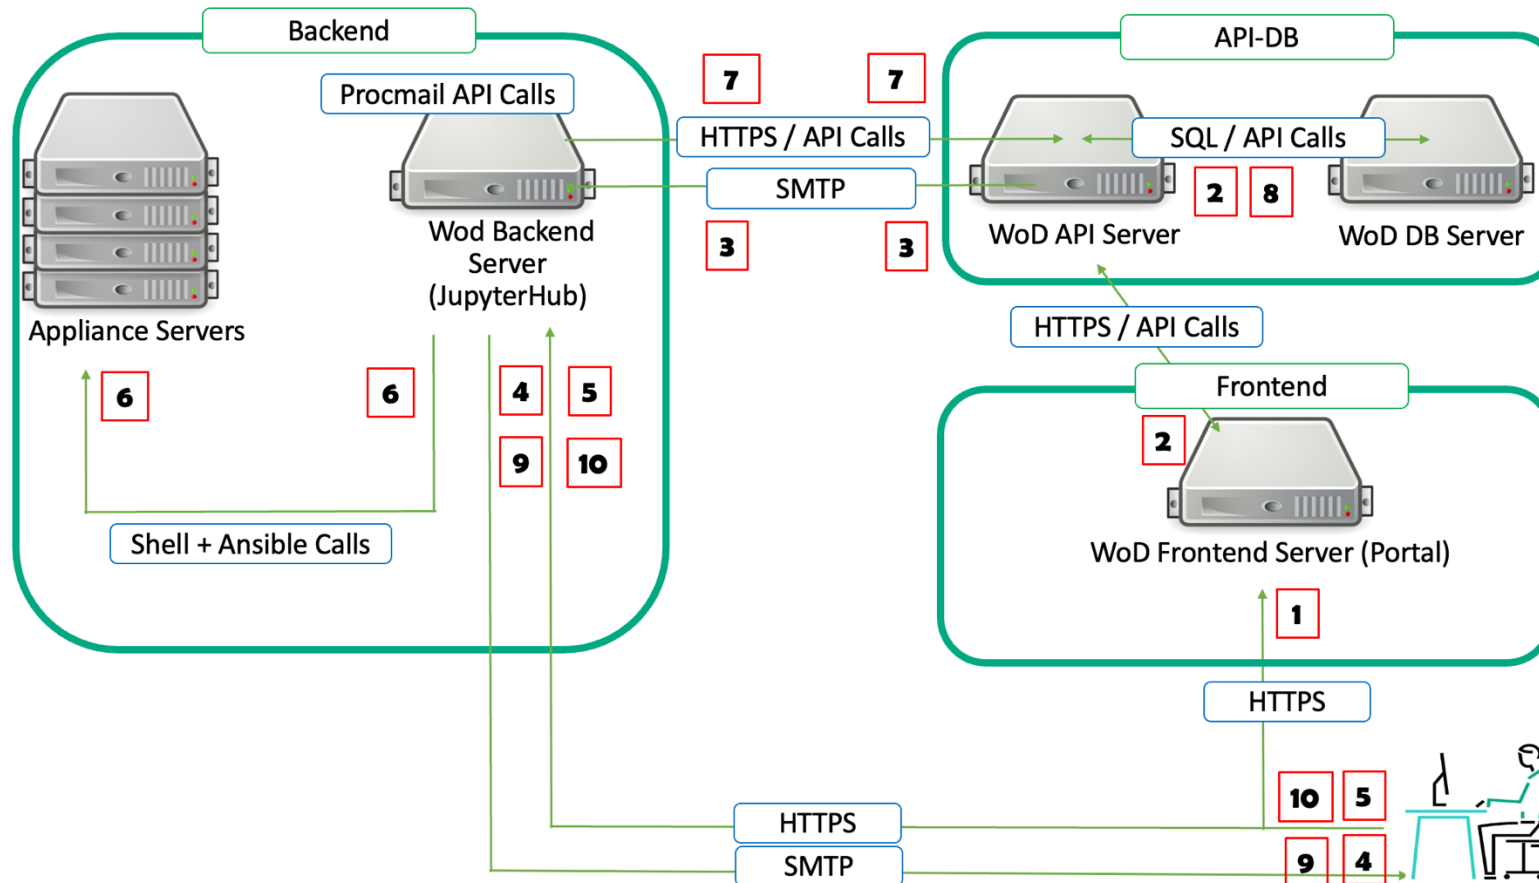 Backend
API-DB
Procmail API Calls
7
7
HTTPS / API Calls
SQL / API Calls
SMTP
2
8
3
3
Wod Backend
Server
(JupyterHub)
WoD API Server
WoD DB Server
Appliance Servers
HTTPS / API Calls
6
6
4
5
Frontend
9
10
2
Shell + Ansible Calls
WoD Frontend Server (Portal)
1
HTTPS
10
5
HTTPS
SMTP
9
4